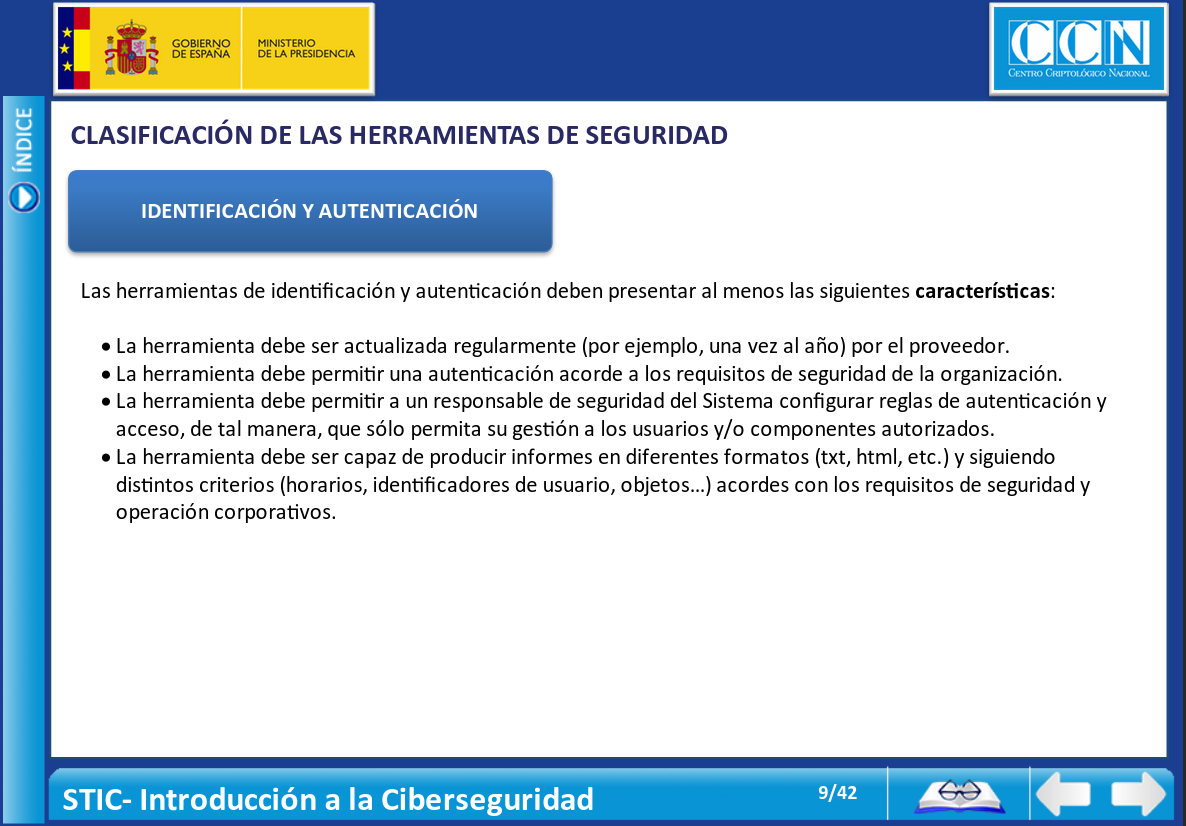 GOBIERNO
DE ESPAÑA
MINISTERIO
DE LA PRESIDENCIA
CCN
CENTRO CRIPTOLÓGICO NACIONAL
ÍNDICE
CLASIFICACIÓN DE LAS HERRAMIENTAS DE SEGURIDAD
IDENTIFICACIÓN Y AUTENTICACIÓN
Las herramientas de identificación y autenticación deben presentar al menos las siguientes características:
• La herramienta debe ser actualizada regularmente (por ejemplo, una vez al año) por el proveedor.
• La herramienta debe permitir una autenticación acorde a los requisitos de seguridad de la organización.
• La herramienta debe permitir a un responsable de seguridad del Sistema configurar reglas de autenticación y
acceso, de tal manera, que sólo permita su gestión a los usuarios y/o componentes autorizados.
• La herramienta debe ser capaz de producir informes en diferentes formatos (txt, html, etc.) y siguiendo
distintos criterios (horarios, identificadores de usuario, objetos...) acordes con los requisitos de seguridad y
operación corporativos.
STIC- Introducción a la Ciberseguridad
9/42